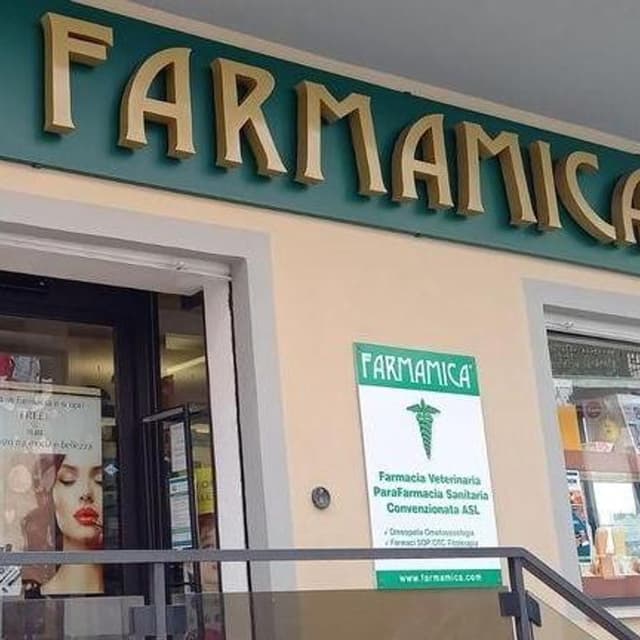 FARMAMICA
FARMAMICA
Farmacia Veterinaria
ParaFarmacia Sanitaria
Convenzionata ASL
✓ Omeopatia Omotossicologia
✓ Farmaci SOP OTC Fitoterapia
www.farmamica.com
FREE